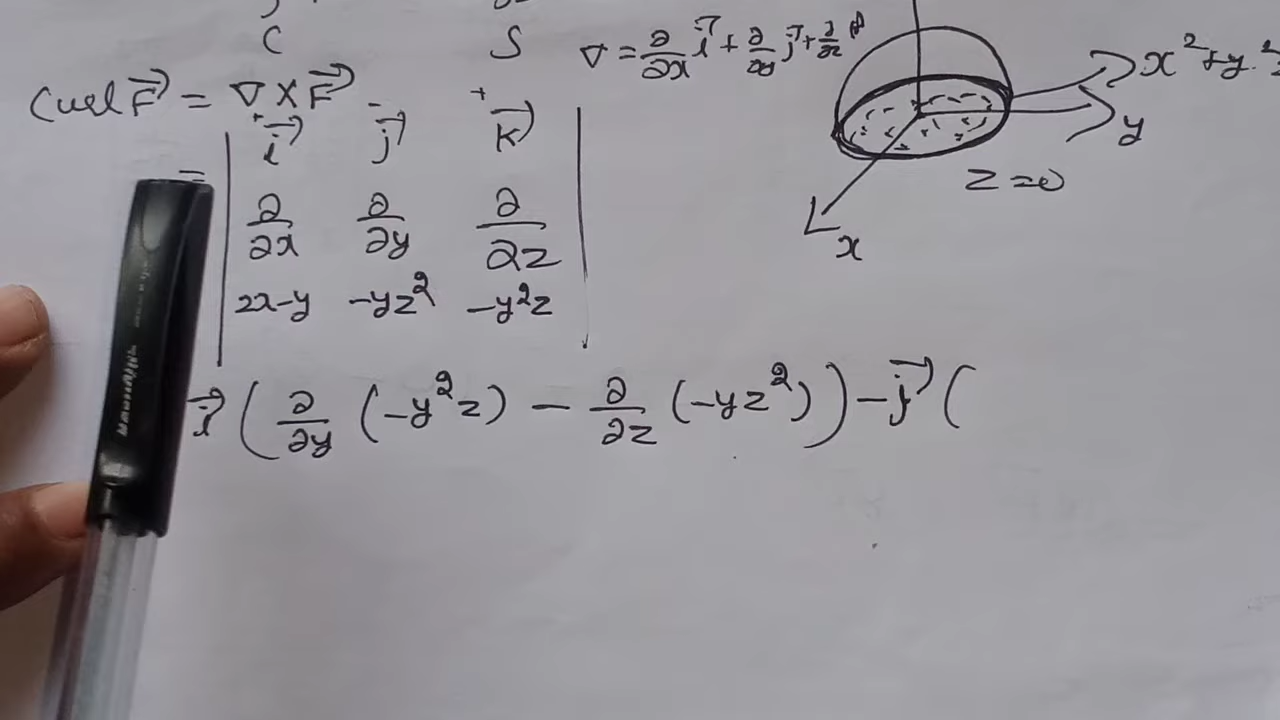 C S
∇ = ∂/∂x i⃗ + ∂/∂y j⃗ + ∂/∂z
x² + y²
y
z = 0
x
Curl F⃗ = ∇ × F⃗
+ − +
= | i⃗ j⃗ k⃗ |
∂/∂x ∂/∂y ∂/∂z
2x-y -yz² -y²z
i⃗ ( ∂/∂y (-y²z) - ∂/∂z (-yz²) ) - j⃗ (